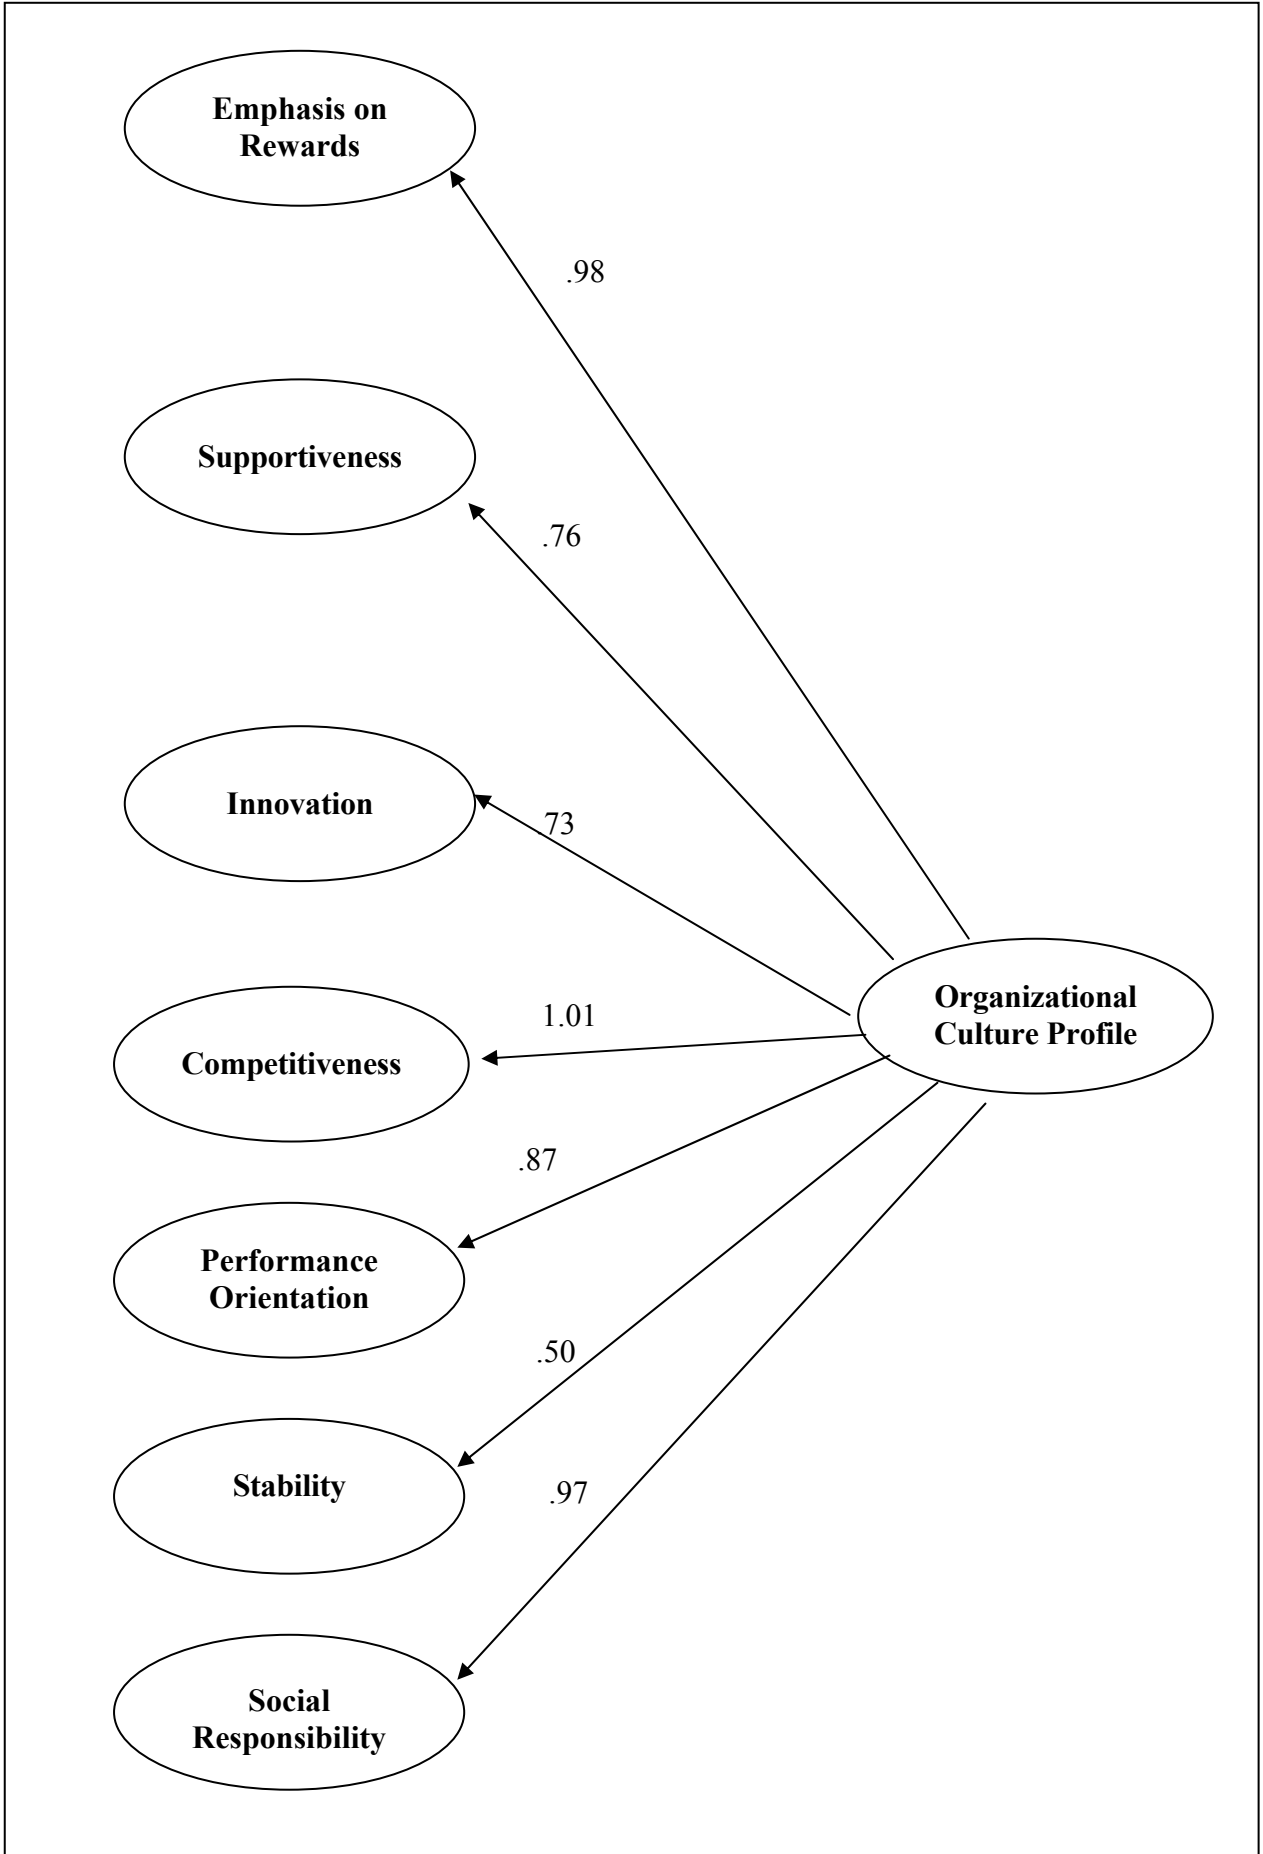 Emphasis on
Rewards
.98
Supportiveness
.76
Innovation
.73
Organizational
Culture Profile
1.01
Competitiveness
.87
Performance
Orientation
.50
Stability
.97
Social
Responsibility